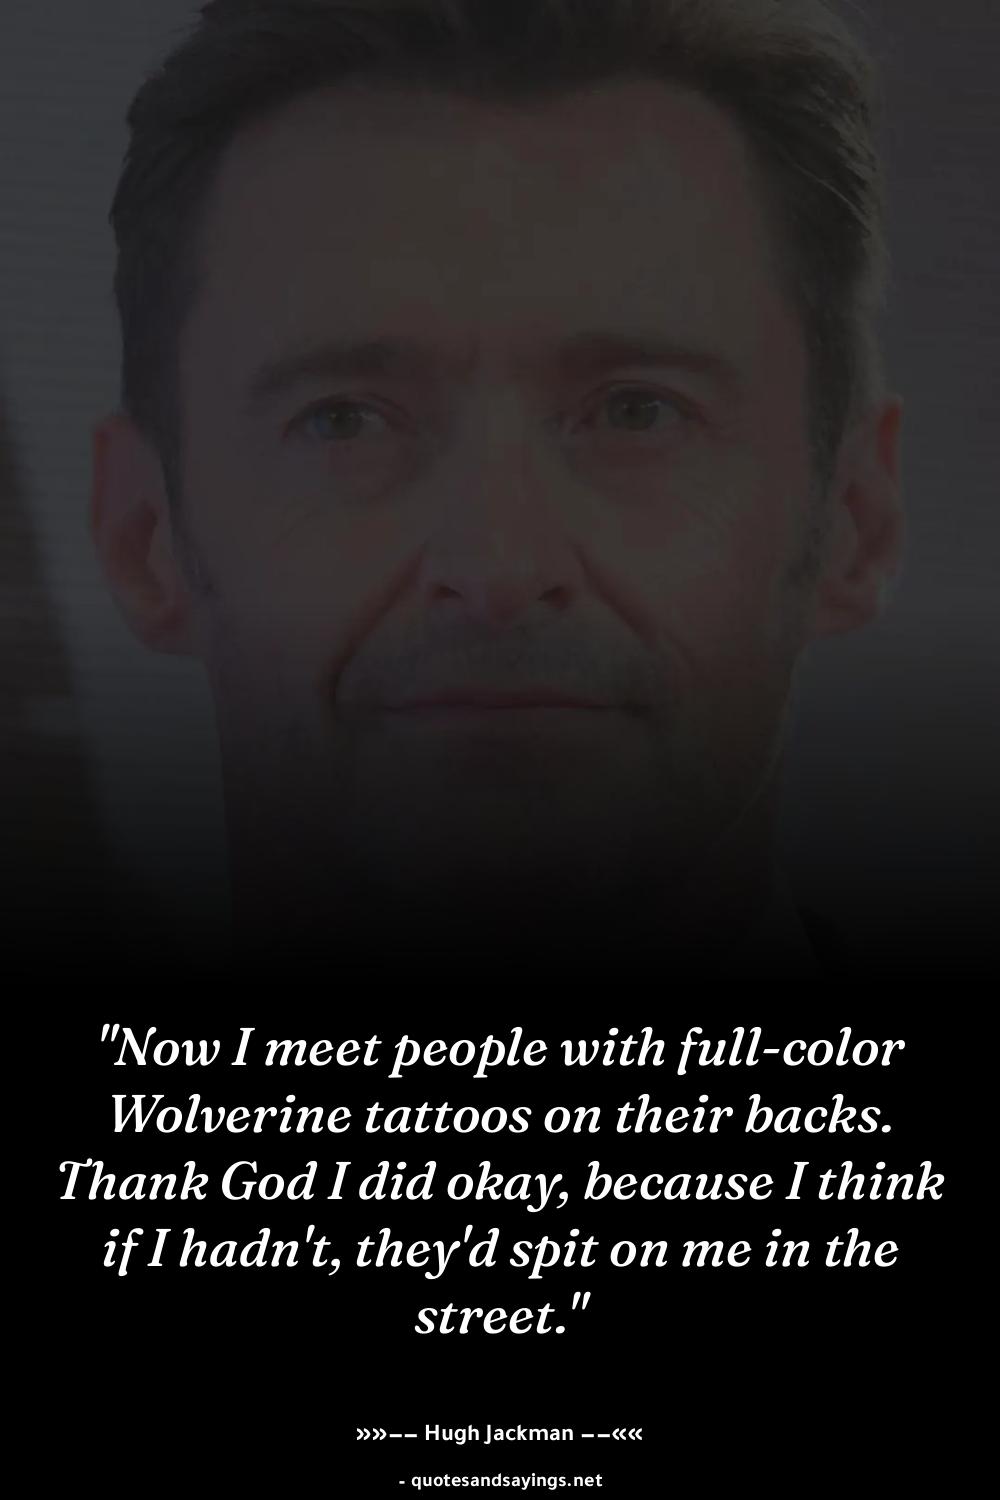 "Now I meet people with full-color
Wolverine tattoos on their backs.
Thank God I did okay, because I think
if I hadn't, they'd spit on me in the
street."
»»—— Hugh Jackman ——««
- quotesandsayings.net